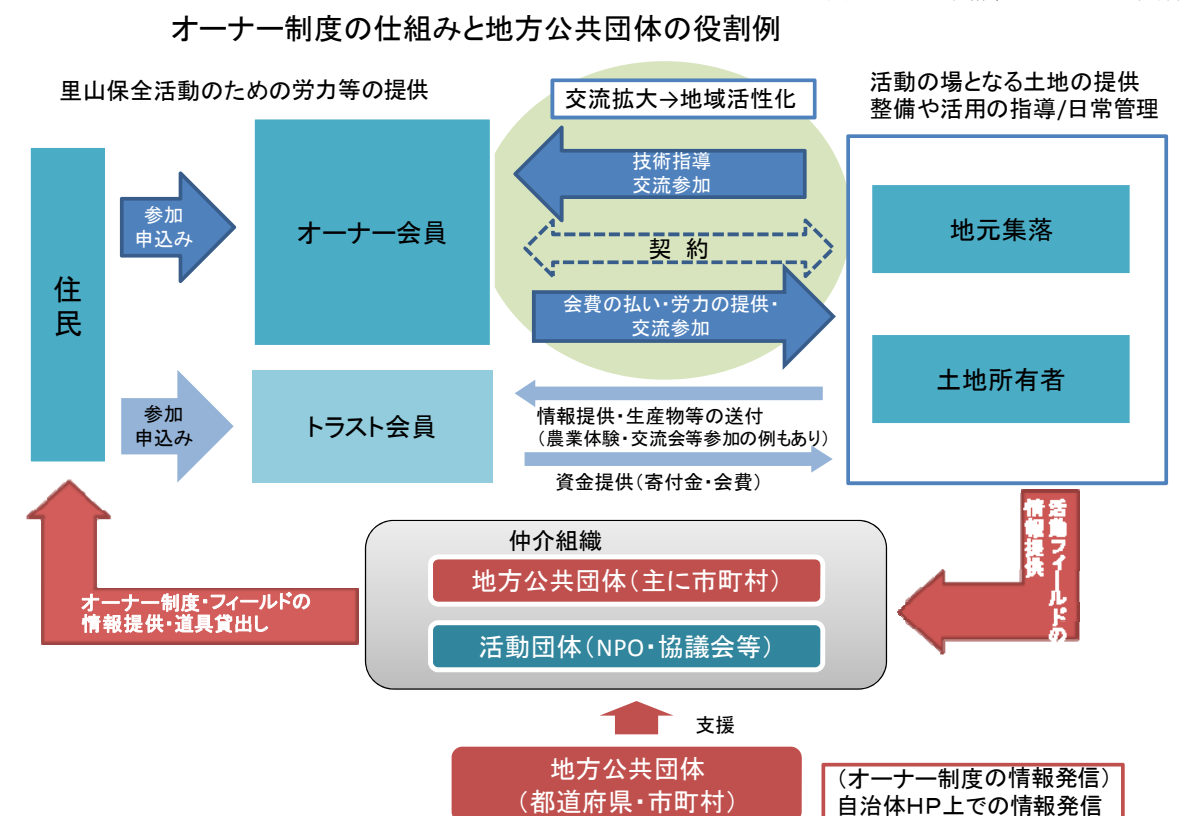 オーナー制度の仕組みと地方公共団体の役割例
里山保全活動のための労力等の提供
交流拡大→地域活性化
活動の場となる土地の提供
整備や活用の指導/日常管理
住民
参加
申込み
オーナー会員
技術指導
交流参加
契 約
会費の払い・労力の提供・
交流参加
地元集落
土地所有者
参加
申込み
トラスト会員
情報提供・生産物等の送付
(農業体験・交流会等参加の例もあり)
資金提供(寄付金・会費)
活動フィールドの
情報提供
仲介組織
地方公共団体(主に市町村)
活動団体(NPO・協議会等)
オーナー制度・フィールドの
情報提供・道具貸出し
支援
地方公共団体
(都道府県・市町村)
(オーナー制度の情報発信)
自治体HP上での情報発信